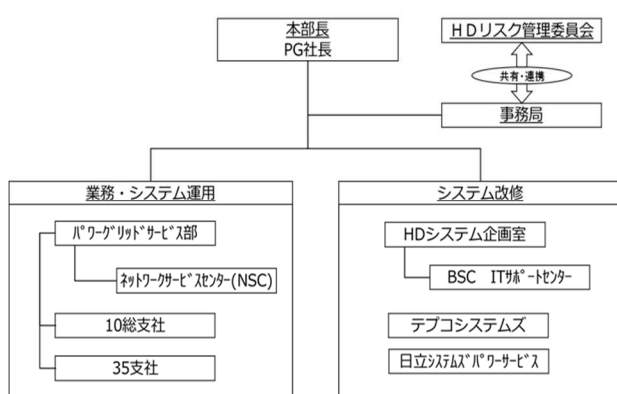 本部長
PG社長
HDリスク管理委員会
共有・連携
事務局
業務・システム運用
ﾊﾟﾜｰｸﾞﾘｯﾄﾞｻｰﾋﾞｽ部
ﾈｯﾄﾜｰｸｻｰﾋﾞｽｾﾝﾀｰ(NSC)
10総支社
35支社
システム改修
HDシステム企画室
BSC ITｻﾎﾟｰﾄｾﾝﾀｰ
テプコシステムズ
日立ｼｽﾃﾑｽﾞﾊﾟﾜｰｻｰﾋﾞｽ